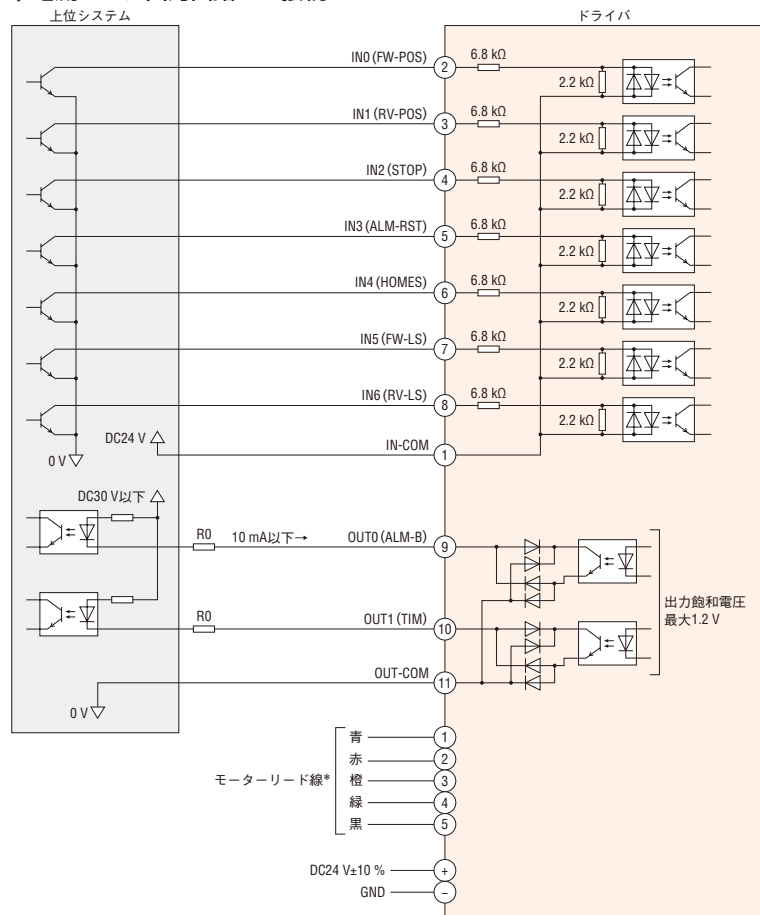 上位システム
ドライバ
IN0 (FW-POS)
2
6.8 kΩ
2.2 kΩ
IN1 (RV-POS)
3
6.8 kΩ
2.2 kΩ
IN2 (STOP)
4
6.8 kΩ
2.2 kΩ
IN3 (ALM-RST)
5
6.8 kΩ
2.2 kΩ
IN4 (HOMES)
6
6.8 kΩ
2.2 kΩ
IN5 (FW-LS)
7
6.8 kΩ
2.2 kΩ
IN6 (RV-LS)
8
6.8 kΩ
2.2 kΩ
DC24 V
IN-COM
1
0 V
DC30 V以下
R0
10 mA以下→
OUT0 (ALM-B)
9
R0
OUT1 (TIM)
10
出力飽和電圧
最大1.2 V
OUT-COM
11
0 V
モーターリード線*
青
1
赤
2
橙
3
緑
4
黒
5
DC24 V±10 %
+
GND
−